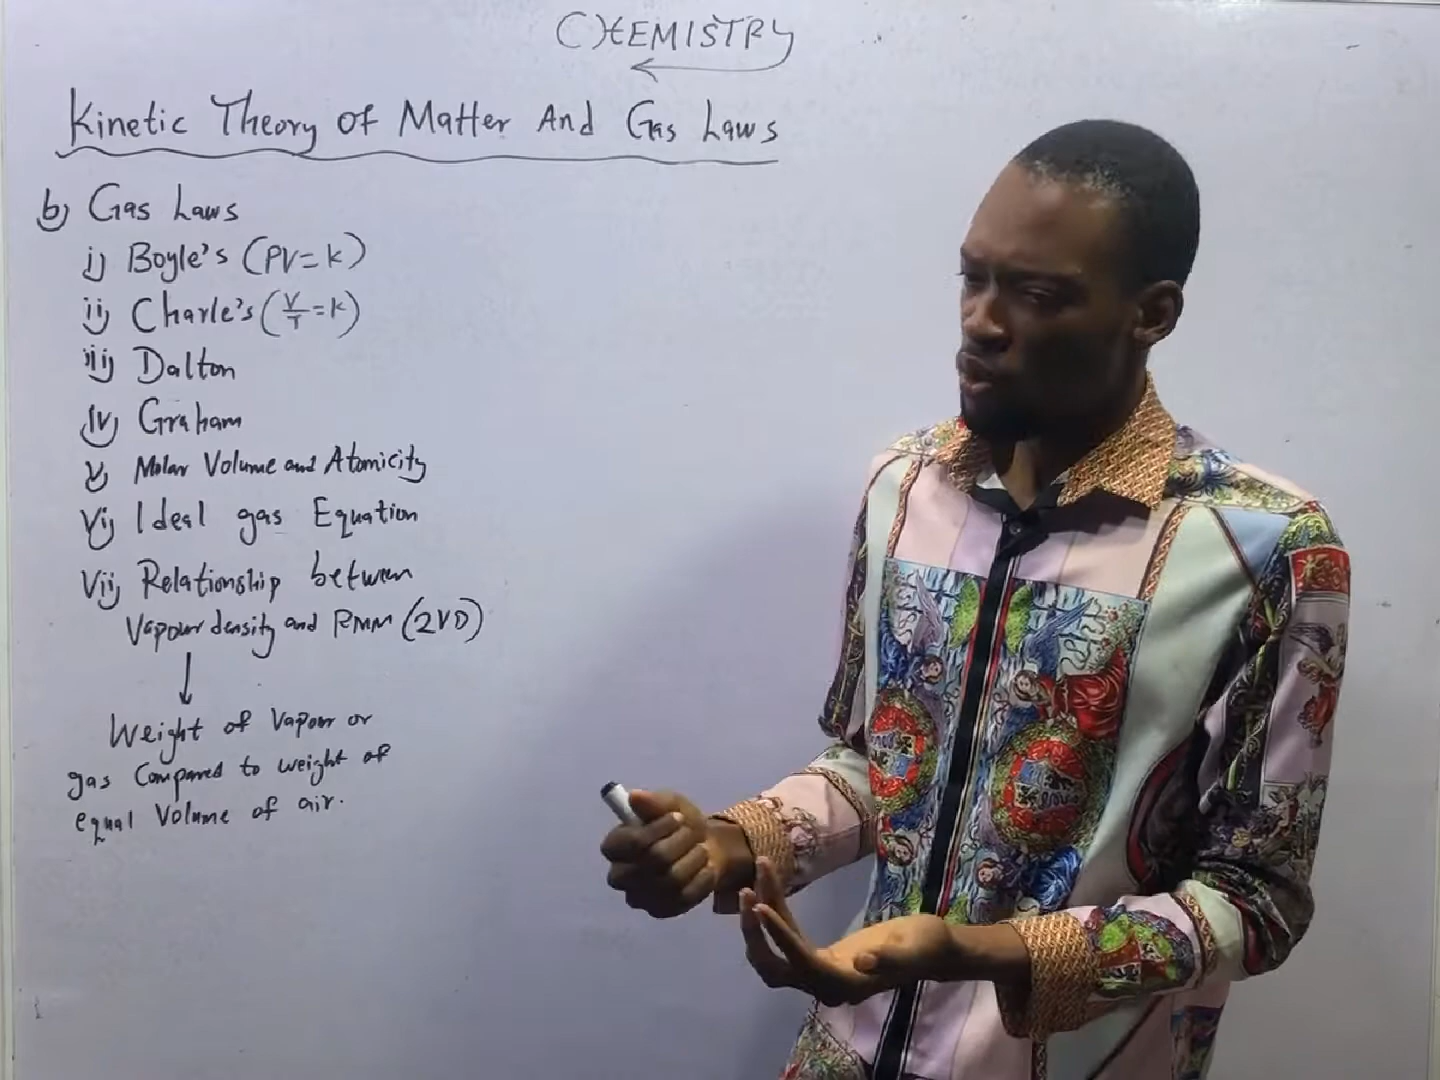 CHEMISTRY
Kinetic Theory Of Matter And Gas Laws
b) Gas Laws
i) Boyle's (PV=K)
ii) Charle's (V/T=K)
iii) Dalton
iv) Graham
v) Molar Volume and Atomicity
vi) Ideal gas Equation
vii) Relationship between
Vapour density and RMM (2VD)
Weight of Vapour or
gas Compared to weight of
equal Volume of air.